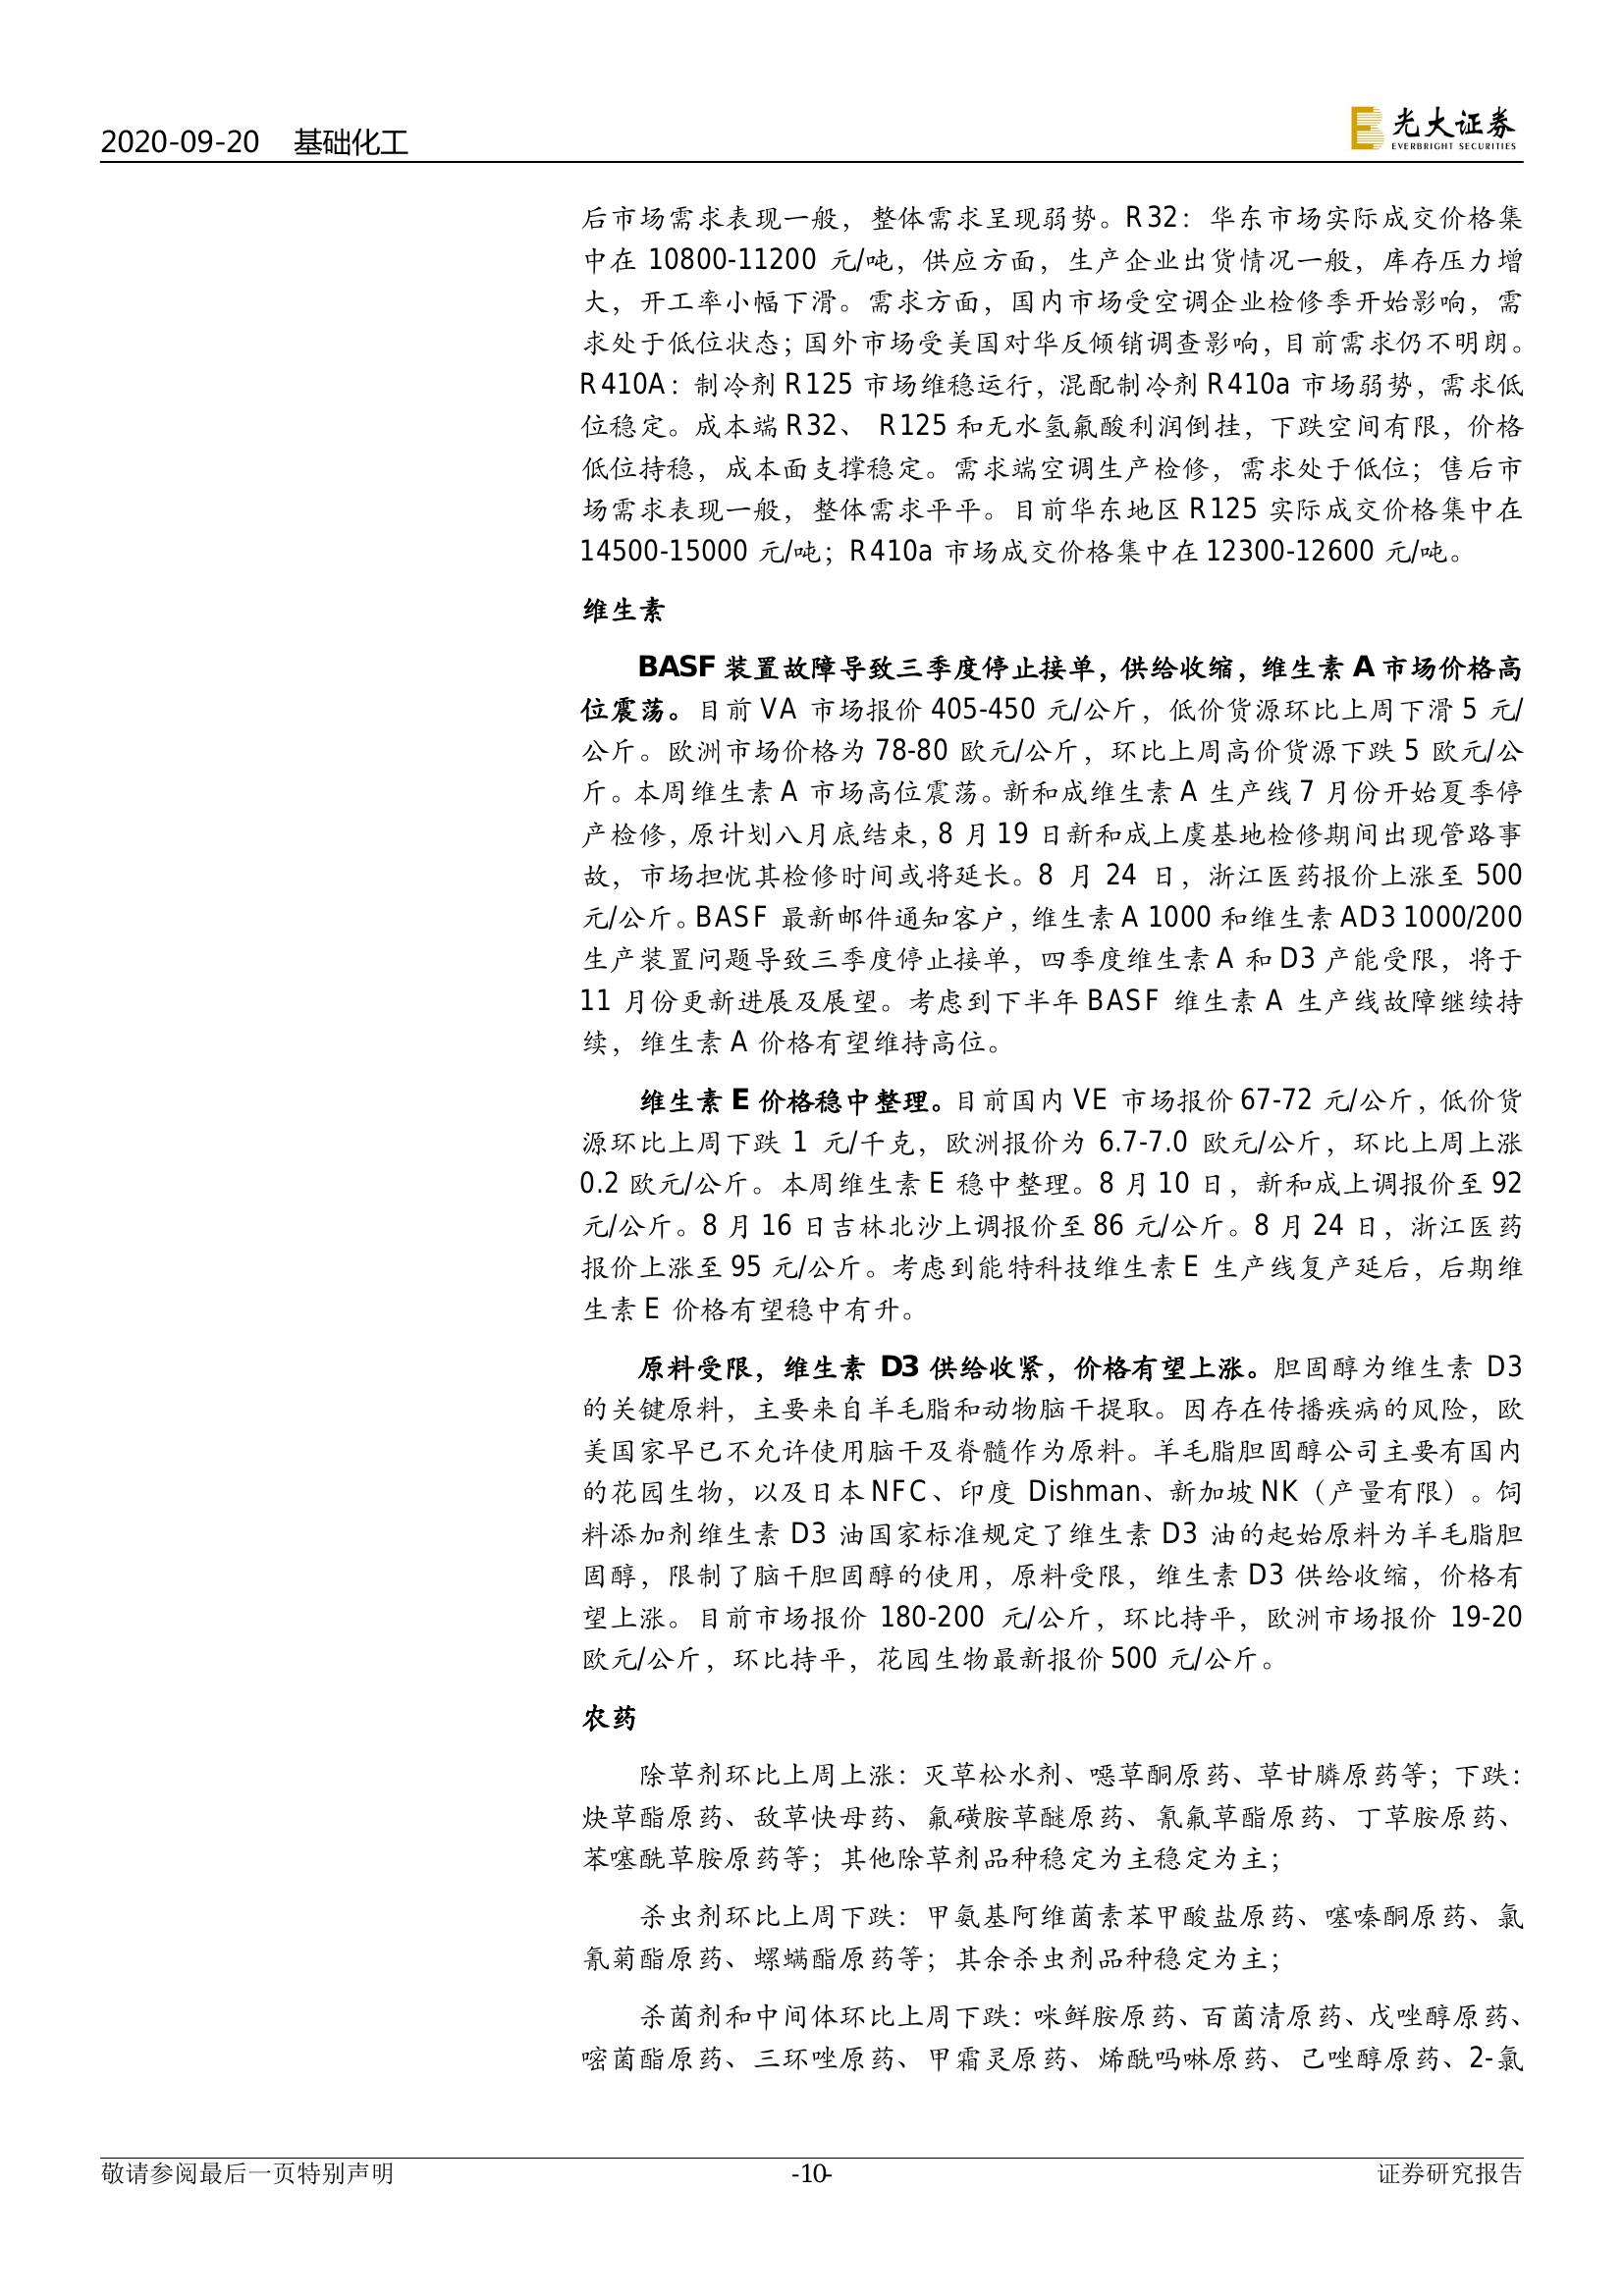 2020-09-20 基础化工
光大证券
EVERBRIGHT SECURITIES
后市场需求表现一般，整体需求呈现弱势。R32：华东市场实际成交价格集
中在 10800-11200 元/吨，供应方面，生产企业出货情况一般，库存压力增
大，开工率小幅下滑。需求方面，国内市场受空调企业检修季开始影响，需
求处于低位状态；国外市场受美国对华反倾销调查影响，目前需求仍不明朗。
R410A：制冷剂 R125 市场维稳运行，混配制冷剂 R410a 市场弱势，需求低
位稳定。成本端 R32、 R125 和无水氢氟酸利润倒挂，下跌空间有限，价格
低位持稳，成本面支撑稳定。需求端空调生产检修，需求处于低位；售后市
场需求表现一般，整体需求平平。目前华东地区 R125 实际成交价格集中在
14500-15000 元/吨；R410a 市场成交价格集中在 12300-12600 元/吨。
维生素
BASF 装置故障导致三季度停止接单，供给收缩，维生素 A 市场价格高
位震荡。目前 VA 市场报价 405-450 元/公斤，低价货源环比上周下滑 5 元/
公斤。欧洲市场价格为 78-80 欧元/公斤，环比上周高价货源下跌 5 欧元/公
斤。本周维生素 A 市场高位震荡。新和成维生素 A 生产线 7 月份开始夏季停
产检修，原计划八月底结束，8 月 19 日新和成上虞基地检修期间出现管路事
故，市场担忧其检修时间或将延长。8 月 24 日，浙江医药报价上涨至 500
元/公斤。BASF 最新邮件通知客户，维生素 A 1000 和维生素 AD3 1000/200
生产装置问题导致三季度停止接单，四季度维生素 A 和 D3 产能受限，将于
11 月份更新进展及展望。考虑到下半年 BASF 维生素 A 生产线故障继续持
续，维生素 A 价格有望维持高位。
维生素 E 价格稳中整理。目前国内 VE 市场报价 67-72 元/公斤，低价货
源环比上周下跌 1 元/千克，欧洲报价为 6.7-7.0 欧元/公斤，环比上周上涨
0.2 欧元/公斤。本周维生素 E 稳中整理。8 月 10 日，新和成上调报价至 92
元/公斤。8 月 16 日吉林北沙上调报价至 86 元/公斤。8 月 24 日，浙江医药
报价上涨至 95 元/公斤。考虑到能特科技维生素 E 生产线复产延后，后期维
生素 E 价格有望稳中有升。
原料受限，维生素 D3 供给收紧，价格有望上涨。胆固醇为维生素 D3
的关键原料，主要来自羊毛脂和动物脑干提取。因存在传播疾病的风险，欧
美国家早已不允许使用脑干及脊髓作为原料。羊毛脂胆固醇公司主要有国内
的花园生物，以及日本 NFC、印度 Dishman、新加坡 NK（产量有限）。饲
料添加剂维生素 D3 油国家标准规定了维生素 D3 油的起始原料为羊毛脂胆
固醇，限制了脑干胆固醇的使用，原料受限，维生素 D3 供给收缩，价格有
望上涨。目前市场报价 180-200 元/公斤，环比持平，欧洲市场报价 19-20
欧元/公斤，环比持平，花园生物最新报价 500 元/公斤。
农药
除草剂环比上周上涨：灭草松水剂、噁草酮原药、草甘膦原药等；下跌：
炔草酯原药、敌草快母药、氟磺胺草醚原药、氰氟草酯原药、丁草胺原药、
苯噻酰草胺原药等；其他除草剂品种稳定为主稳定为主；
杀虫剂环比上周下跌：甲氨基阿维菌素苯甲酸盐原药、噻嗪酮原药、氯
氰菊酯原药、螺螨酯原药等；其余杀虫剂品种稳定为主；
杀菌剂和中间体环比上周下跌：咪鲜胺原药、百菌清原药、戊唑醇原药、
嘧菌酯原药、三环唑原药、甲霜灵原药、烯酰吗啉原药、己唑醇原药、2-氯
敬请参阅最后一页特别声明
-10-
证券研究报告